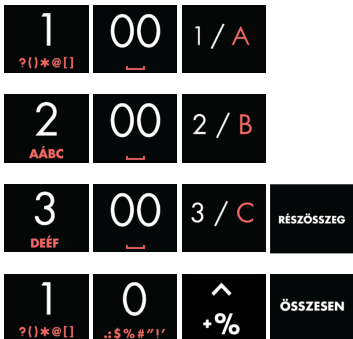 1 00 1 / A
?()*@[] ⎵
2 00 2 / B
AÁBC ⎵
3 00 3 / C RÉSZÖSSZEG
DEÉF ⎵
1 0 ^ ÖSSZESEN
?()*@[] .:$%#"!' +%